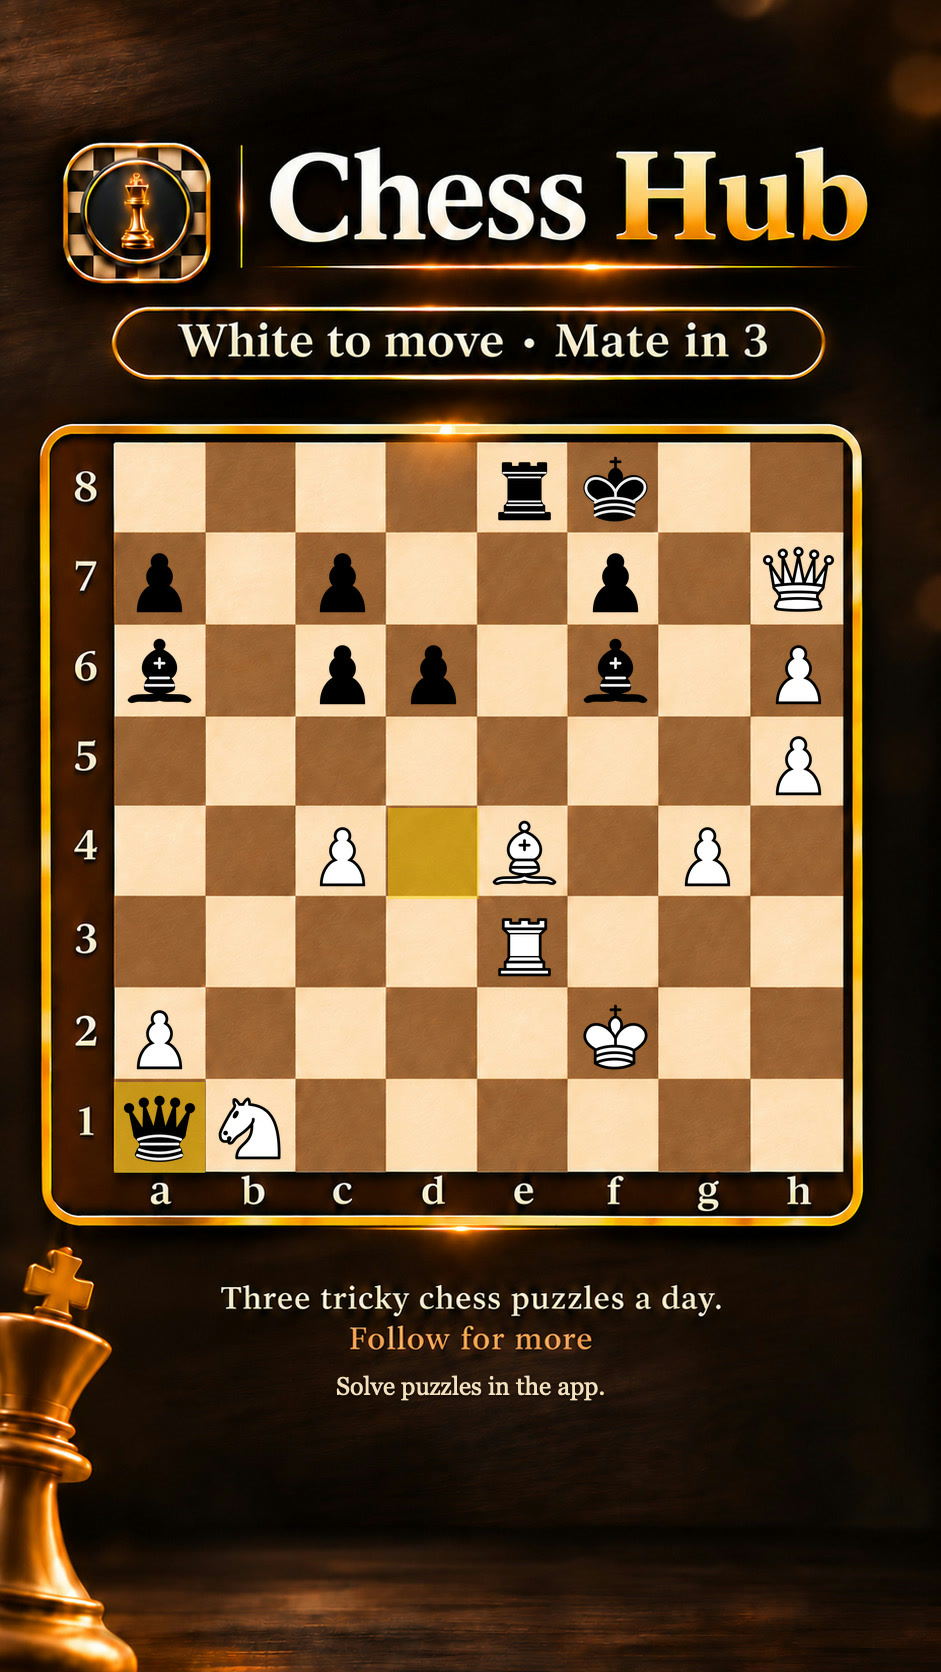 Chess Hub
White to move • Mate in 3
8
7
6
5
4
3
2
1
a b c d e f g h
Three tricky chess puzzles a day.
Follow for more
Solve puzzles in the app.